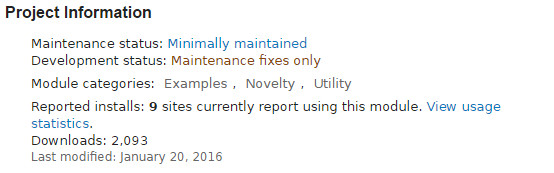 Project Information
Maintenance status: Minimally maintained
Development status: Maintenance fixes only
Module categories: Examples , Novelty , Utility
Reported installs: 9 sites currently report using this module. View usage
statistics.
Downloads: 2,093
Last modified: January 20, 2016